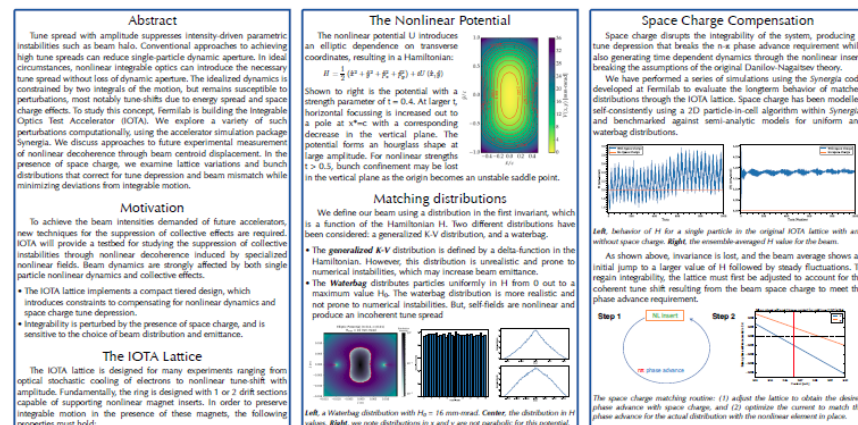 Abstract
Tune spread with amplitude suppresses intensity-driven parametric
instabilities such as beam halo. Conventional approaches to achieving
high tune spreads can reduce single-particle dynamic aperture. In ideal
circumstances, nonlinear integrable optics can introduce the necessary
tune spread without loss of dynamic aperture. The idealized dynamics is
constrained by two integrals of the motion, but remains susceptible to
perturbations, most notably tune-shifts due to energy spread and space
charge effects. To study this concept, Fermilab is building the Integrable
Optics Test Accelerator (IOTA). We explore a variety of such
perturbations computationally, using the accelerator simulation package
Synergia. We discuss approaches to future experimental measurement
of nonlinear decoherence through beam centroid displacement. In the
presence of space charge, we examine lattice variations and bunch
distributions that correct for tune depression and beam mismatch while
minimizing deviations from integrable motion.
Motivation
To achieve the beam intensities demanded of future accelerators,
new techniques for the suppression of collective effects are required.
IOTA will provide a testbed for studying the suppression of collective
instabilities through nonlinear decoherence induced by specialized
nonlinear fields. Beam dynamics are strongly affected by both single
particle nonlinear dynamics and collective effects.
• The IOTA lattice implements a compact tiered design, which
introduces constraints to compensating for nonlinear dynamics and
space charge tune depression.
• Integrability is perturbed by the presence of space charge, and is
sensitive to the choice of beam distribution and emittance.
The IOTA Lattice
The IOTA lattice is designed for many experiments ranging from
optical stochastic cooling of electrons to nonlinear tune-shift with
amplitude. Fundamentally, the ring is designed with 1 or 2 drift sections
capable of supporting nonlinear magnet inserts. In order to preserve
integrable motion in the presence of these magnets, the following
properties must hold:
The Nonlinear Potential
The nonlinear potential U introduces
an elliptic dependence on transverse
coordinates, resulting in a Hamiltonian:
Shown to right is the potential with a
strength parameter of t = 0.4. At larger t,
horizontal focussing is increased out to
a pole at x*=c with a corresponding
decrease in the vertical plane. The
potential forms an hourglass shape at
large amplitude. For nonlinear strengths
t > 0.5, bunch confinement may be lost
in the vertical plane as the origin becomes an unstable saddle point.
Matching distributions
We define our beam using a distribution in the first invariant, which
is a function of the Hamiltonian H. Two different distributions have
been considered: a generalized K-V distribution, and a waterbag.
• The generalized K-V distribution is defined by a delta-function in the
Hamiltonian. However, this distribution is unrealistic and prone to
numerical instabilities, which may increase beam emittance.
• The Waterbag distributes particles uniformly in H from 0 out to a
maximum value H₀. The waterbag distribution is more realistic and
not prone to numerical instabilities. But, self-fields are nonlinear and
produce an incoherent tune spread
Left, a Waterbag distribution with H₀ = 16 mm-mrad. Center, the distribution in H
values. Right, we note distributions in x and y are not parabolic for this potential.
Space Charge Compensation
Space charge disrupts the integrability of the system, producing
tune depression that breaks the n-π phase advance requirement whil
also generating time dependent dynamics through the nonlinear inser
breaking the assumptions of the original Danilov-Nagaitsev theory.
We have performed a series of simulations using the Synergia cod
developed at Fermilab to evaluate the longterm behavior of matche
distributions through the IOTA lattice. Space charge has been modele
self-consistently using a 2D particle-in-cell algorithm within Synergi
and benchmarked against semi-analytic models for uniform an
waterbag distributions.
Left, behavior of H for a single particle in the original IOTA lattice with an
without space charge. Right, the ensemble-averaged H value for the beam.
As shown above, invariance is lost, and the beam average shows a
initial jump to a larger value of H followed by steady fluctuations. T
regain integrability, the lattice must first be adjusted to account for th
coherent tune shift resulting from the beam space charge to meet th
phase advance requirement.
Step 1
NL insert
Step 2
nπ phase advance
The space charge matching routine: (1) adjust the lattice to obtain the desire
phase advance with space charge, and (2) optimize the current to match th
phase advance for the actual distribution with the nonlinear element in place.